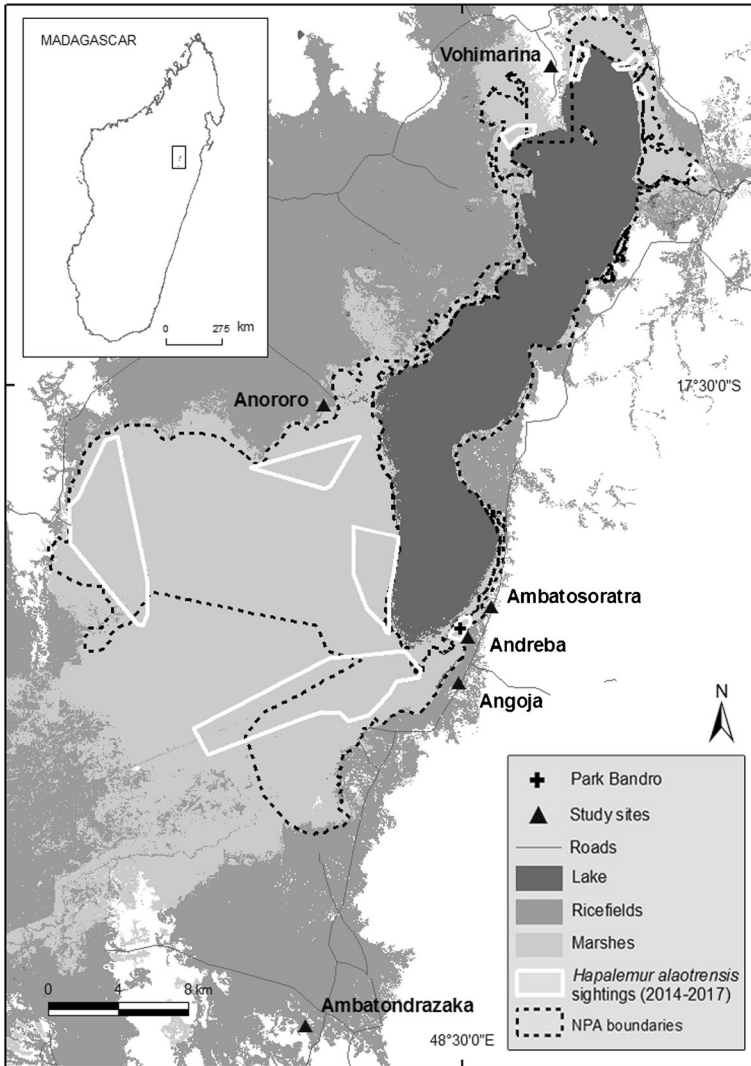 MADAGASCAR
0 275 km
Vohimarina
17°30'0"S
Anororo
Ambatosoratra
Andreba
Angoja
N
Park Bandro
Study sites
Roads
Lake
Ricefields
Marshes
Hapalemur alaotrensis
sightings (2014-2017)
NPA boundaries
0 4 8 km
Ambatondrazaka
48°30'0"E